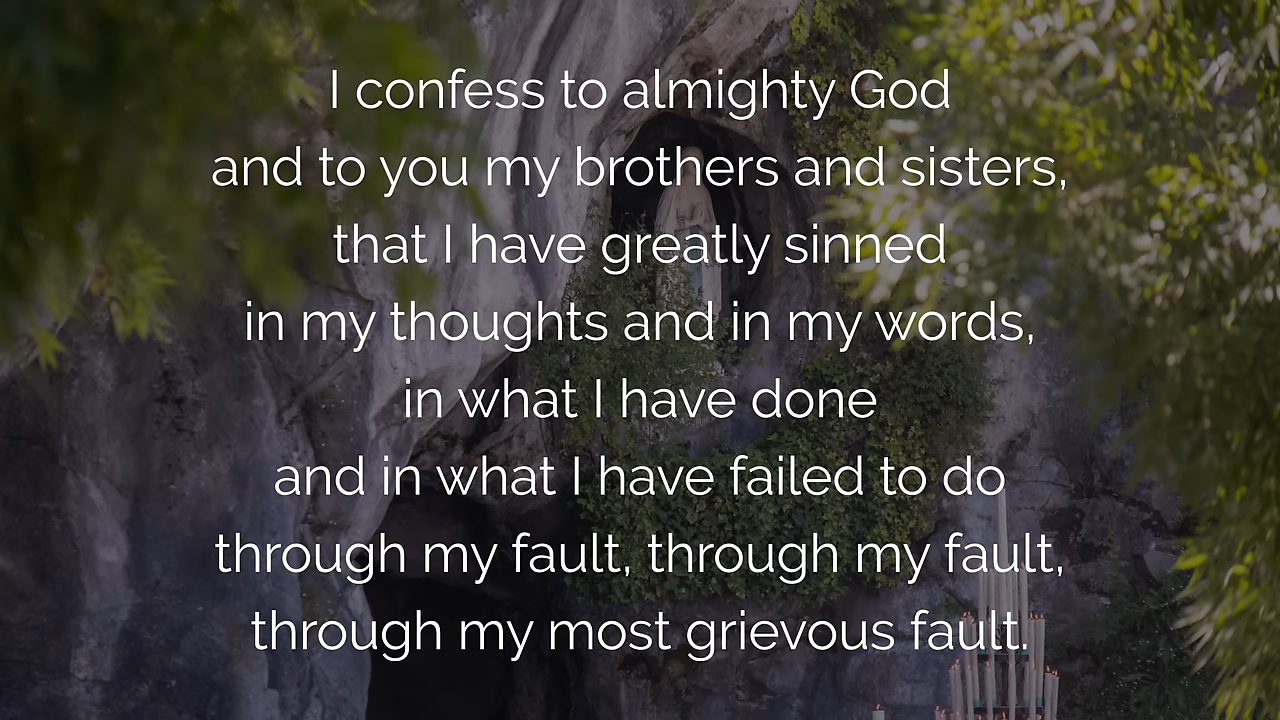 I confess to almighty God
and to you my brothers and sisters,
that I have greatly sinned
in my thoughts and in my words,
in what I have done
and in what I have failed to do
through my fault, through my fault,
through my most grievous fault.